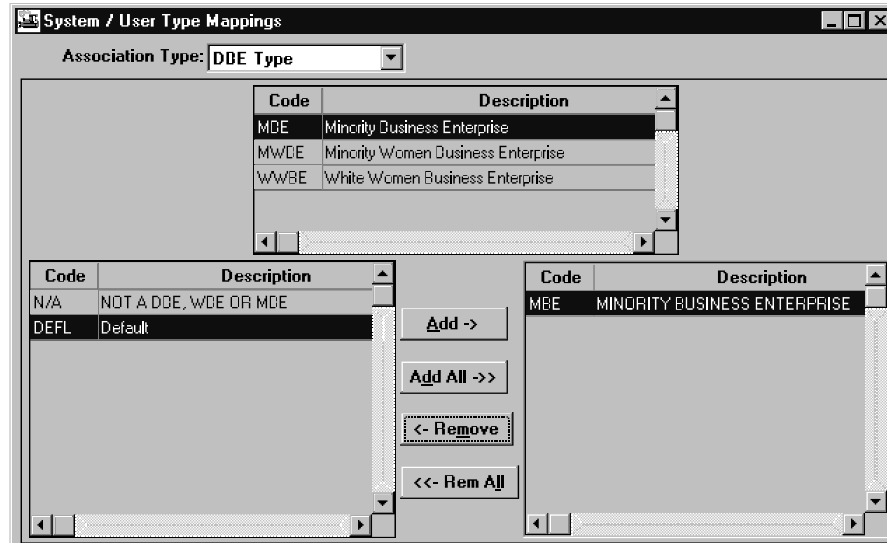 System / User Type Mappings
Association Type: DBE Type
Code Description
MBE Minority Business Enterprise
MWBE Minority Women Business Enterprise
WWBE White Women Business Enterprise
Code Description
N/A NOT A DBE, WBE OR MBE
DEFL Default
Add ->
Add All ->>
<- Remove
<<- Rem All
Code Description
MBE MINORITY BUSINESS ENTERPRISE